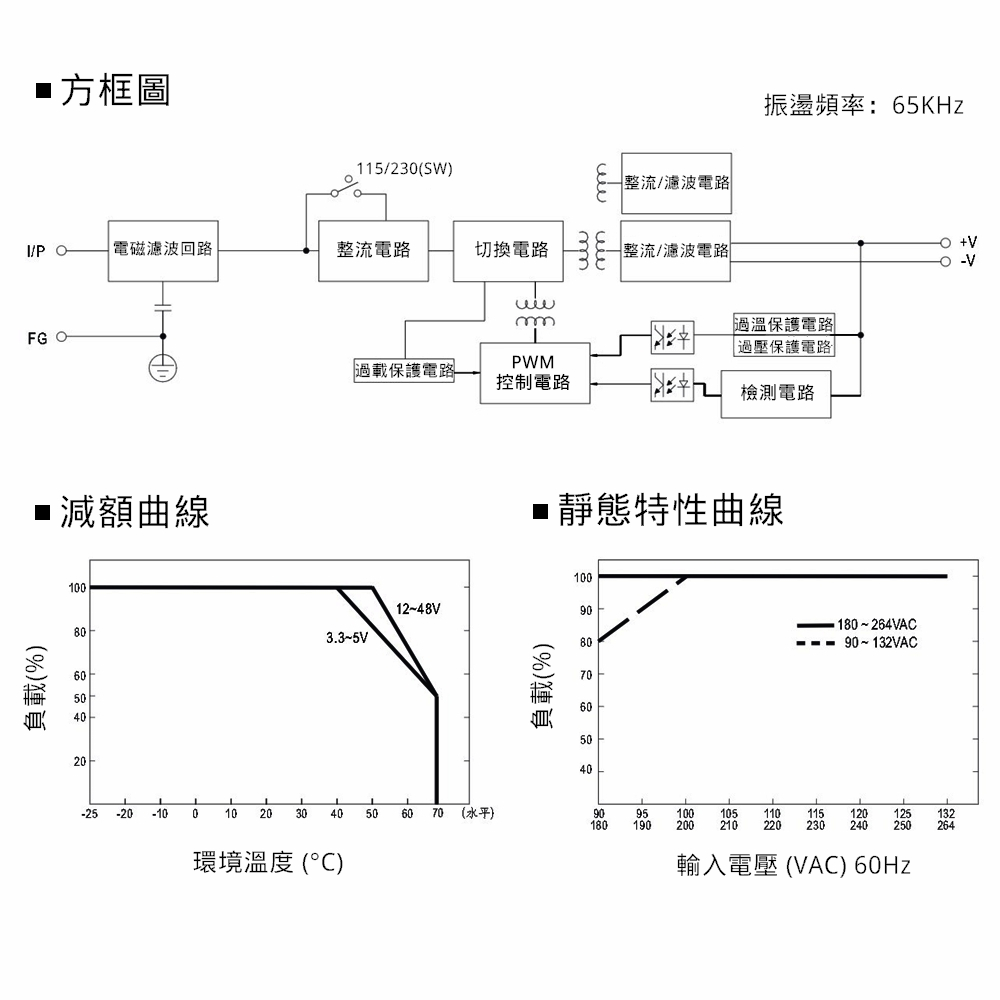 ■ 方框圖
振盪頻率：65KHz
115/230(SW)
整流/濾波電路
I/P
電磁濾波回路
整流電路
切換電路
整流/濾波電路
+V
-V
FG
過載保護電路
PWM
控制電路
過溫保護電路
過壓保護電路
檢測電路
■ 減額曲線
負載(%)
100
80
60
50
40
20
12~48V
3.3~5V
-25 -20 -10 0 10 20 30 40 50 60 70 (水平)
環境溫度 (°C)
■ 靜態特性曲線
負載(%)
100
90
80
70
60
50
40
180 ~ 264VAC
90 ~ 132VAC
90 95 100 105 110 115 120 125 132
180 190 200 210 220 230 240 250 264
輸入電壓 (VAC) 60Hz